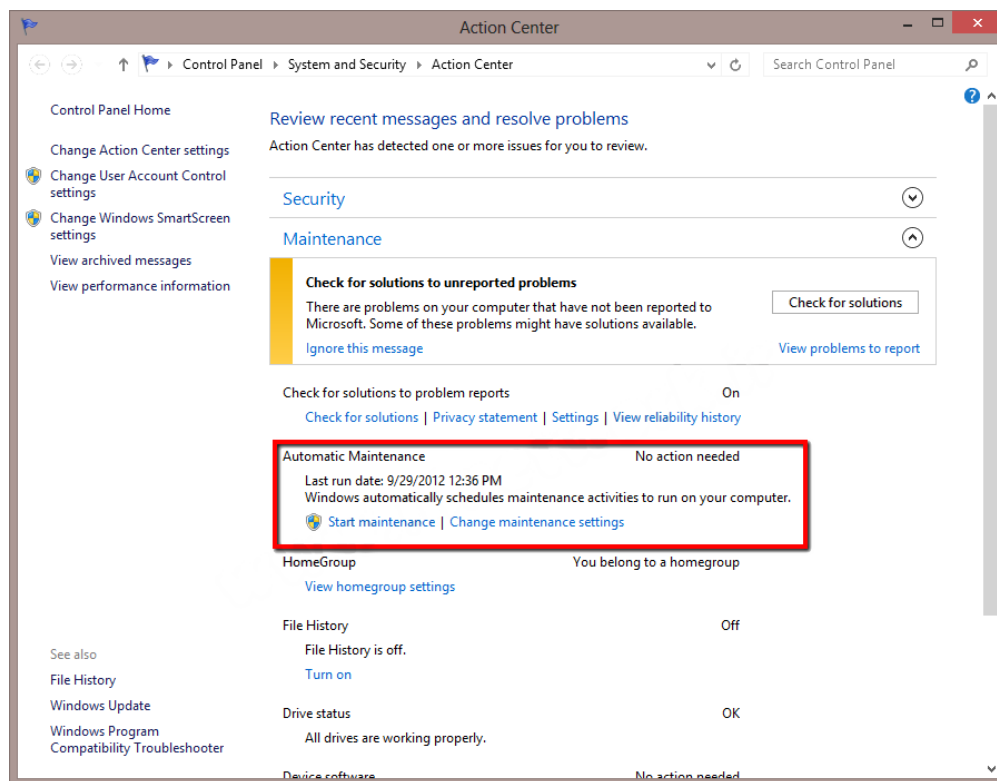 Action Center
Control Panel ▸ System and Security ▸ Action Center
Search Control Panel
Control Panel Home
Change Action Center settings
Change User Account Control
settings
Change Windows SmartScreen
settings
View archived messages
View performance information
See also
File History
Windows Update
Windows Program
Compatibility Troubleshooter
Review recent messages and resolve problems
Action Center has detected one or more issues for you to review.
Security
Maintenance
Check for solutions to unreported problems
There are problems on your computer that have not been reported to
Microsoft. Some of these problems might have solutions available.
Check for solutions
Ignore this message
View problems to report
Check for solutions to problem reports On
Check for solutions | Privacy statement | Settings | View reliability history
Automatic Maintenance No action needed
Last run date: 9/29/2012 12:36 PM
Windows automatically schedules maintenance activities to run on your computer.
Start maintenance | Change maintenance settings
HomeGroup You belong to a homegroup
View homegroup settings
File History Off
File History is off.
Turn on
Drive status OK
All drives are working properly.
Device software No action needed